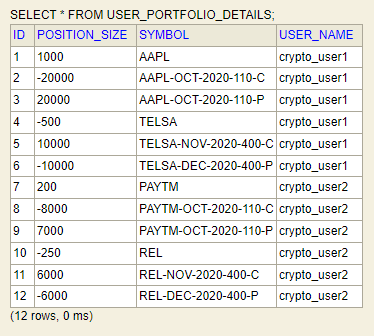 SELECT * FROM USER_PORTFOLIO_DETAILS;
ID POSITION_SIZE SYMBOL USER_NAME
1 1000 AAPL crypto_user1
2 -20000 AAPL-OCT-2020-110-C crypto_user1
3 20000 AAPL-OCT-2020-110-P crypto_user1
4 -500 TELSA crypto_user1
5 10000 TELSA-NOV-2020-400-C crypto_user1
6 -10000 TELSA-DEC-2020-400-P crypto_user1
7 200 PAYTM crypto_user2
8 -8000 PAYTM-OCT-2020-110-C crypto_user2
9 7000 PAYTM-OCT-2020-110-P crypto_user2
10 -250 REL crypto_user2
11 6000 REL-NOV-2020-400-C crypto_user2
12 -6000 REL-DEC-2020-400-P crypto_user2
(12 rows, 0 ms)